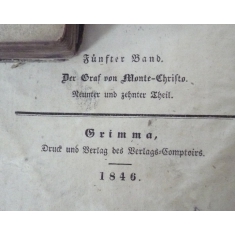 Fünfter Band.
Der Graf von Monte-Christo.
Neunter und zehnter Theil.
Grimma,
Druck und Verlag des Verlags-Comptoirs.
1846.